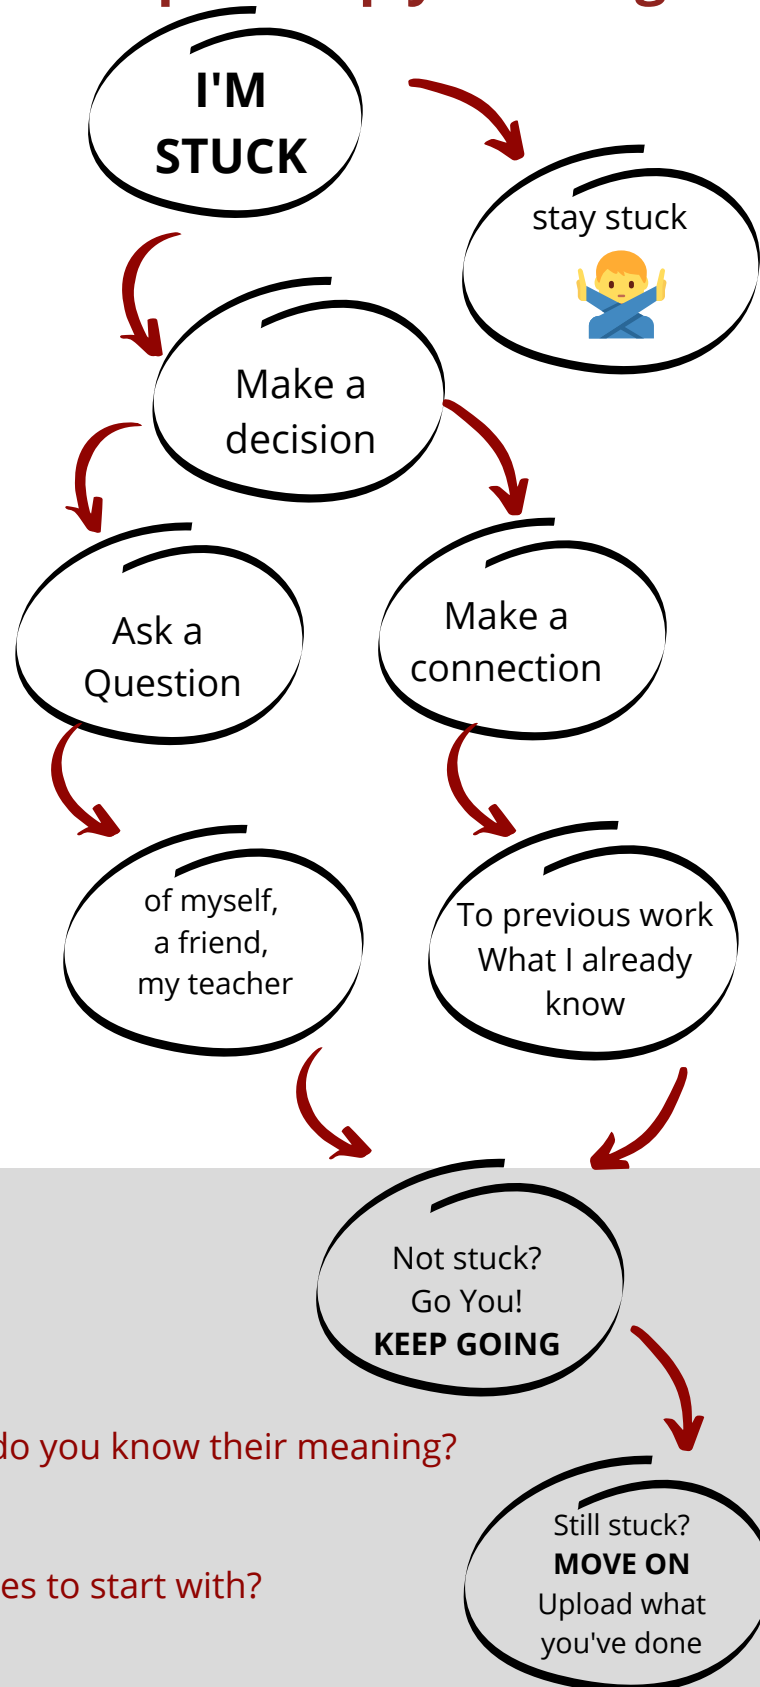 I'M
STUCK
stay stuck
Make a
decision
Ask a
Question
Make a
connection
of myself,
a friend,
my teacher
To previous work
What I already
know
Not stuck?
Go You!
KEEP GOING
do you know their meaning?
Still stuck?
MOVE ON
Upload what
you've done
es to start with?